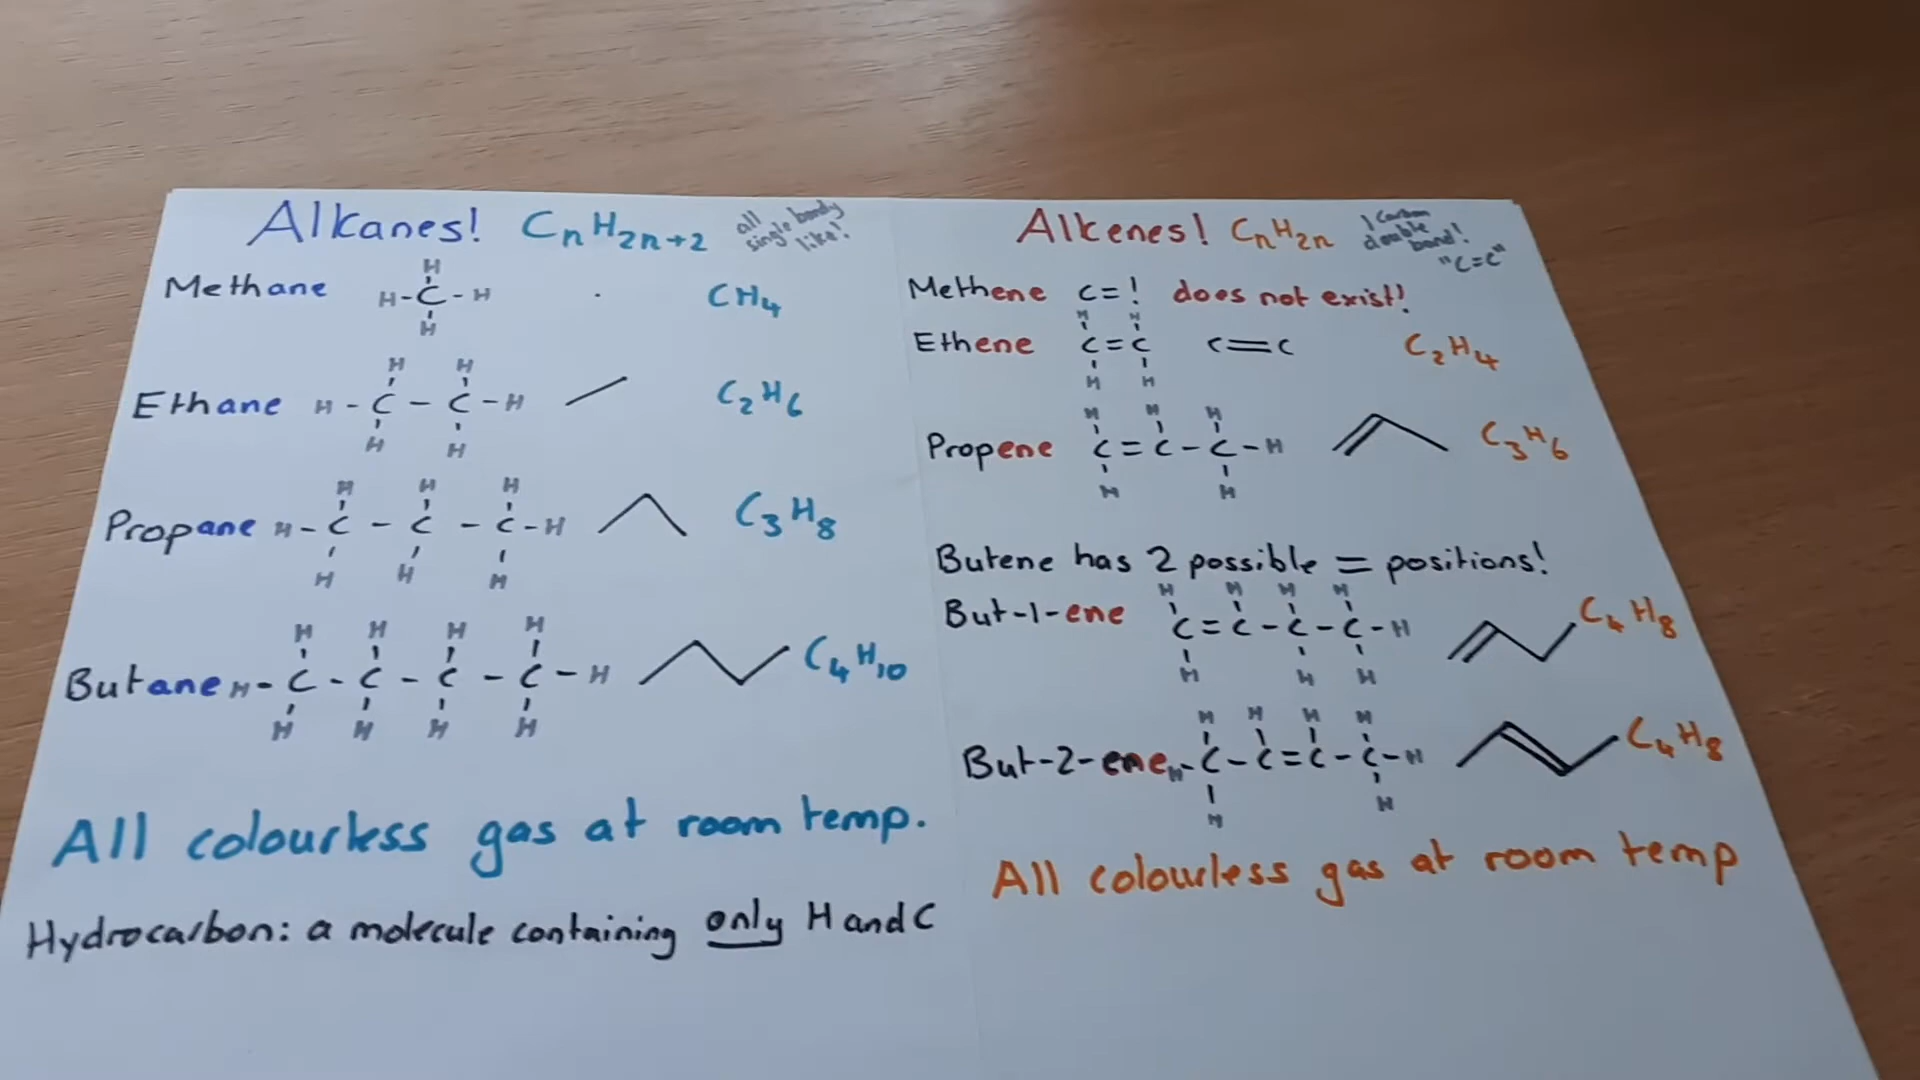 Alkanes! CnH2n+2 all single bondy like!
Methane H-C-H CH4
H
H
Ethane H-C-C-H C2H6
H H
H H
Propane H-C-C-C-H C3H8
H H H
H H H
Butane H-C-C-C-C-H C4H10
H H H H
H H H H
All colourless gas at room temp.
Hydrocarbon: a molecule containing only H and C
Alkenes! CnH2n 1 Carbon double bond! "C=C"
Methene C=! does not exist!
Ethene C=C C=C C2H4
H H
H H
Propene C=C-C-H C3H6
H H H
H H
Butene has 2 possible = positions!
But-1-ene C=C-C-C-H C4H8
H H H H
H H H
But-2-ene H-C-C=C-C-H C4H8
H H H H
H H
All colourless gas at room temp